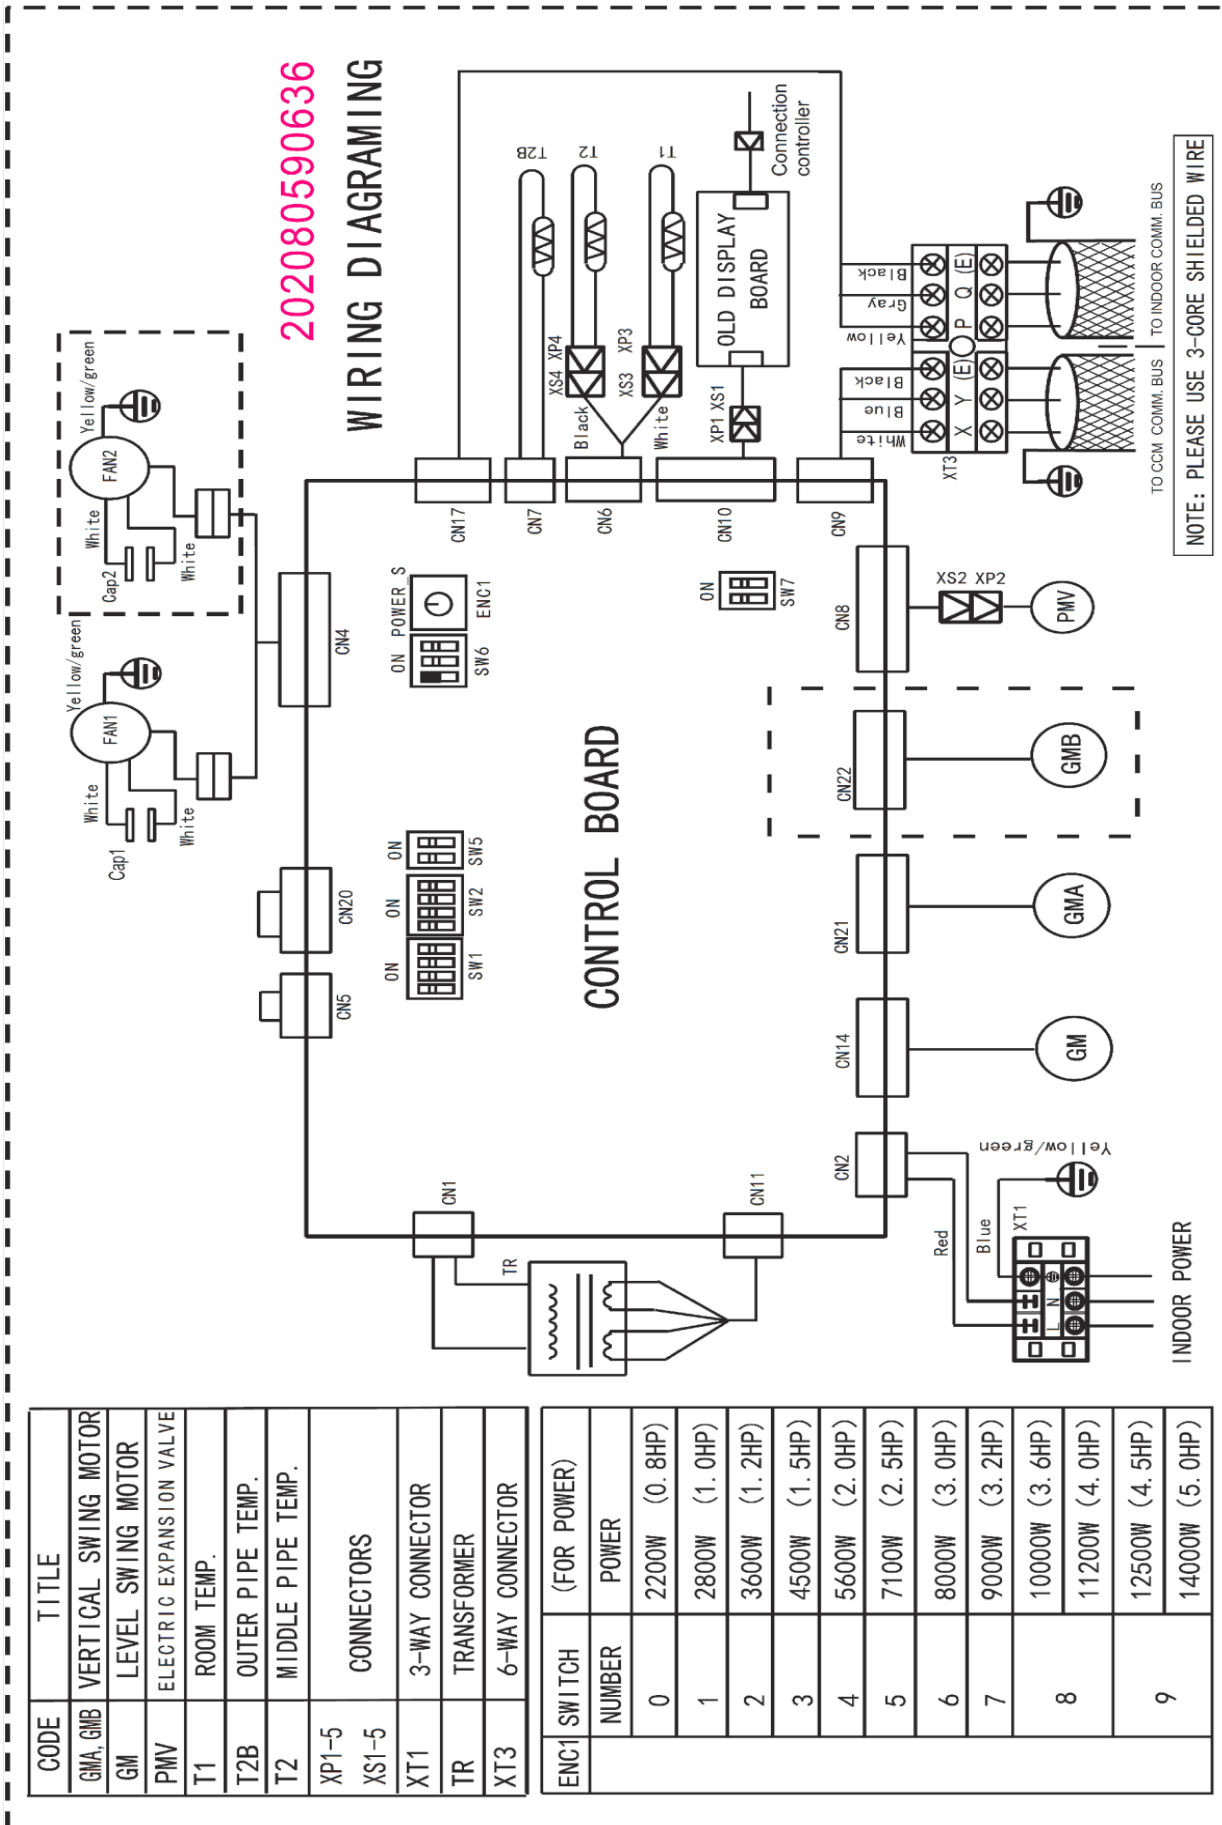 202080590636
WIRING DIAGRAMING
Yellow/green
FAN2
White
Cap2
White
Yellow/green
FAN1
White
Cap1
White
CN4
CN20
CN5
CN17
CN7
CN6
CN10
CN9
T2B
T2
T1
XS4 XP4
XS3 XP3
Black
White
XP1 XS1
OLD DISPLAY
BOARD
Connection
controller
ON POWER_S
SW6
ENC1
ON
SW7
ON
SW1
ON
SW2
ON
SW5
CONTROL BOARD
CN8
XS2 XP2
PMV
CN22
GMB
CN21
GMA
CN14
GM
CN2
CN1
CN11
TR
Red
Blue
Yellow/green
XT1
L N
INDOOR POWER
White
Blue
Black
Yellow
Gray
Black
XT3
X Y (E) P Q (E)
TO CCM COMM. BUS
TO INDOOR COMM. BUS
NOTE: PLEASE USE 3-CORE SHIELDED WIRE
CODE TITLE
GMA, GMB VERTICAL SWING MOTOR
GM LEVEL SWING MOTOR
PMV ELECTRIC EXPANSION VALVE
T1 ROOM TEMP.
T2B OUTER PIPE TEMP.
T2 MIDDLE PIPE TEMP.
XP1-5
XS1-5
CONNECTORS
XT1 3-WAY CONNECTOR
TR TRANSFORMER
XT3 6-WAY CONNECTOR
ENC1 SWITCH (FOR POWER)
NUMBER POWER
0 2200W (0.8HP)
1 2800W (1.0HP)
2 3600W (1.2HP)
3 4500W (1.5HP)
4 5600W (2.0HP)
5 7100W (2.5HP)
6 8000W (3.0HP)
7 9000W (3.2HP)
8 10000W (3.6HP)
11200W (4.0HP)
9 12500W (4.5HP)
14000W (5.0HP)